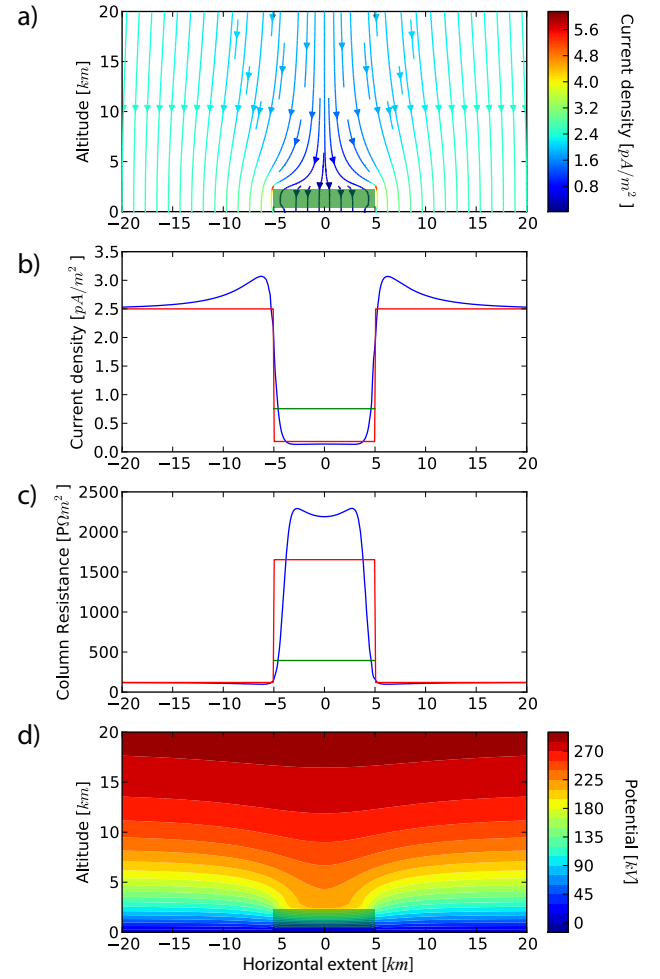 a)
20
15
10
5
0
Altitude [km]
−20 −15 −10 −5 0 5 10 15 20
5.6
4.8
4.0
3.2
2.4
1.6
0.8
Current density [pA/m²]
b)
3.5
3.0
2.5
2.0
1.5
1.0
0.5
0.0
Current density [pA/m²]
−20 −15 −10 −5 0 5 10 15 20
c)
2500
2000
1500
1000
500
0
Column Resistance [PΩm²]
−20 −15 −10 −5 0 5 10 15 20
d)
20
15
10
5
0
Altitude [km]
−20 −15 −10 −5 0 5 10 15 20
Horizontal extent [km]
270
225
180
135
90
45
0
Potential [kV]